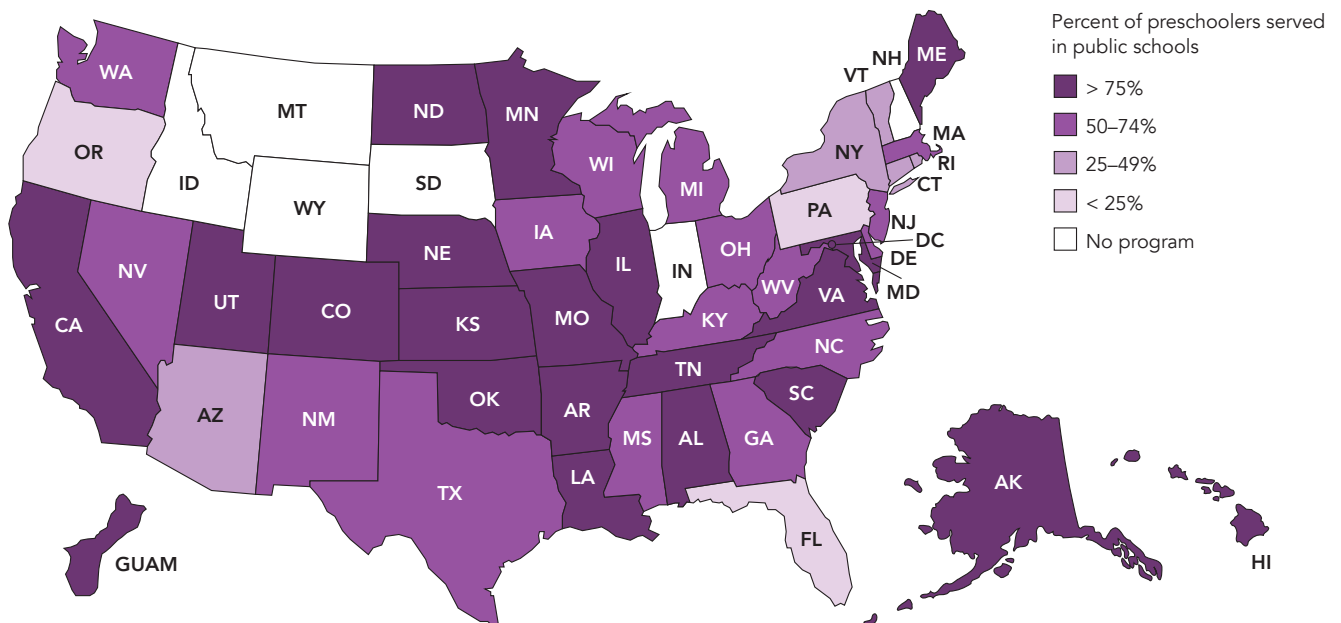 Percent of preschoolers served
in public schools
> 75%
50–74%
25–49%
< 25%
No program
WA
OR
CA
NV
ID
MT
WY
UT
AZ
CO
NM
ND
SD
NE
KS
OK
TX
MN
IA
MO
AR
LA
WI
IL
MI
IN
OH
KY
TN
MS
AL
GA
FL
SC
NC
VA
WV
PA
NY
VT
NH
ME
MA
RI
CT
NJ
DC
DE
MD
AK
HI
GUAM